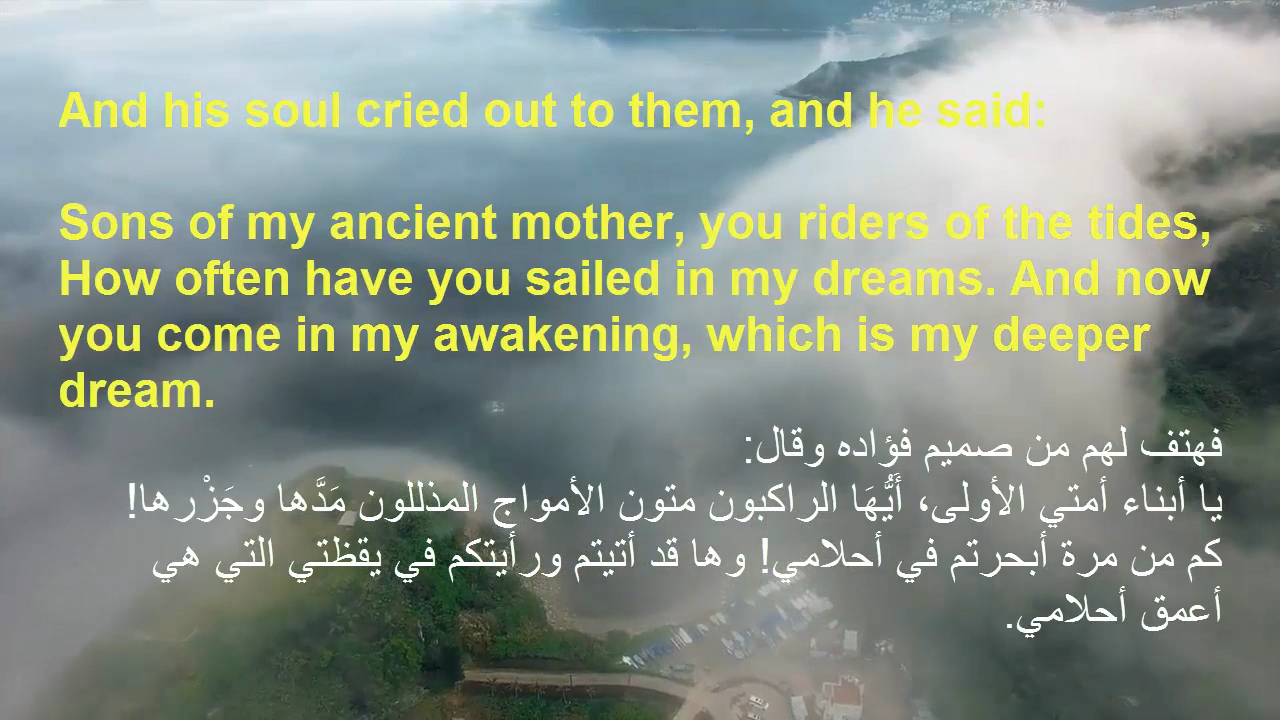 And his soul cried out to them, and he said:
Sons of my ancient mother, you riders of the tides,
How often have you sailed in my dreams. And now
you come in my awakening, which is my deeper
dream.
فهتف لهم من صميم فؤاده وقال:
يا أبناء أمتي الأولى، أَيُّهَا الراكبون متون الأمواج المذللون مَدَّها وجَزْرها!
كم من مرة أبحرتم في أحلامي! وها قد أتيتم ورأيتكم في يقظتي التي هي
أعمق أحلامي.